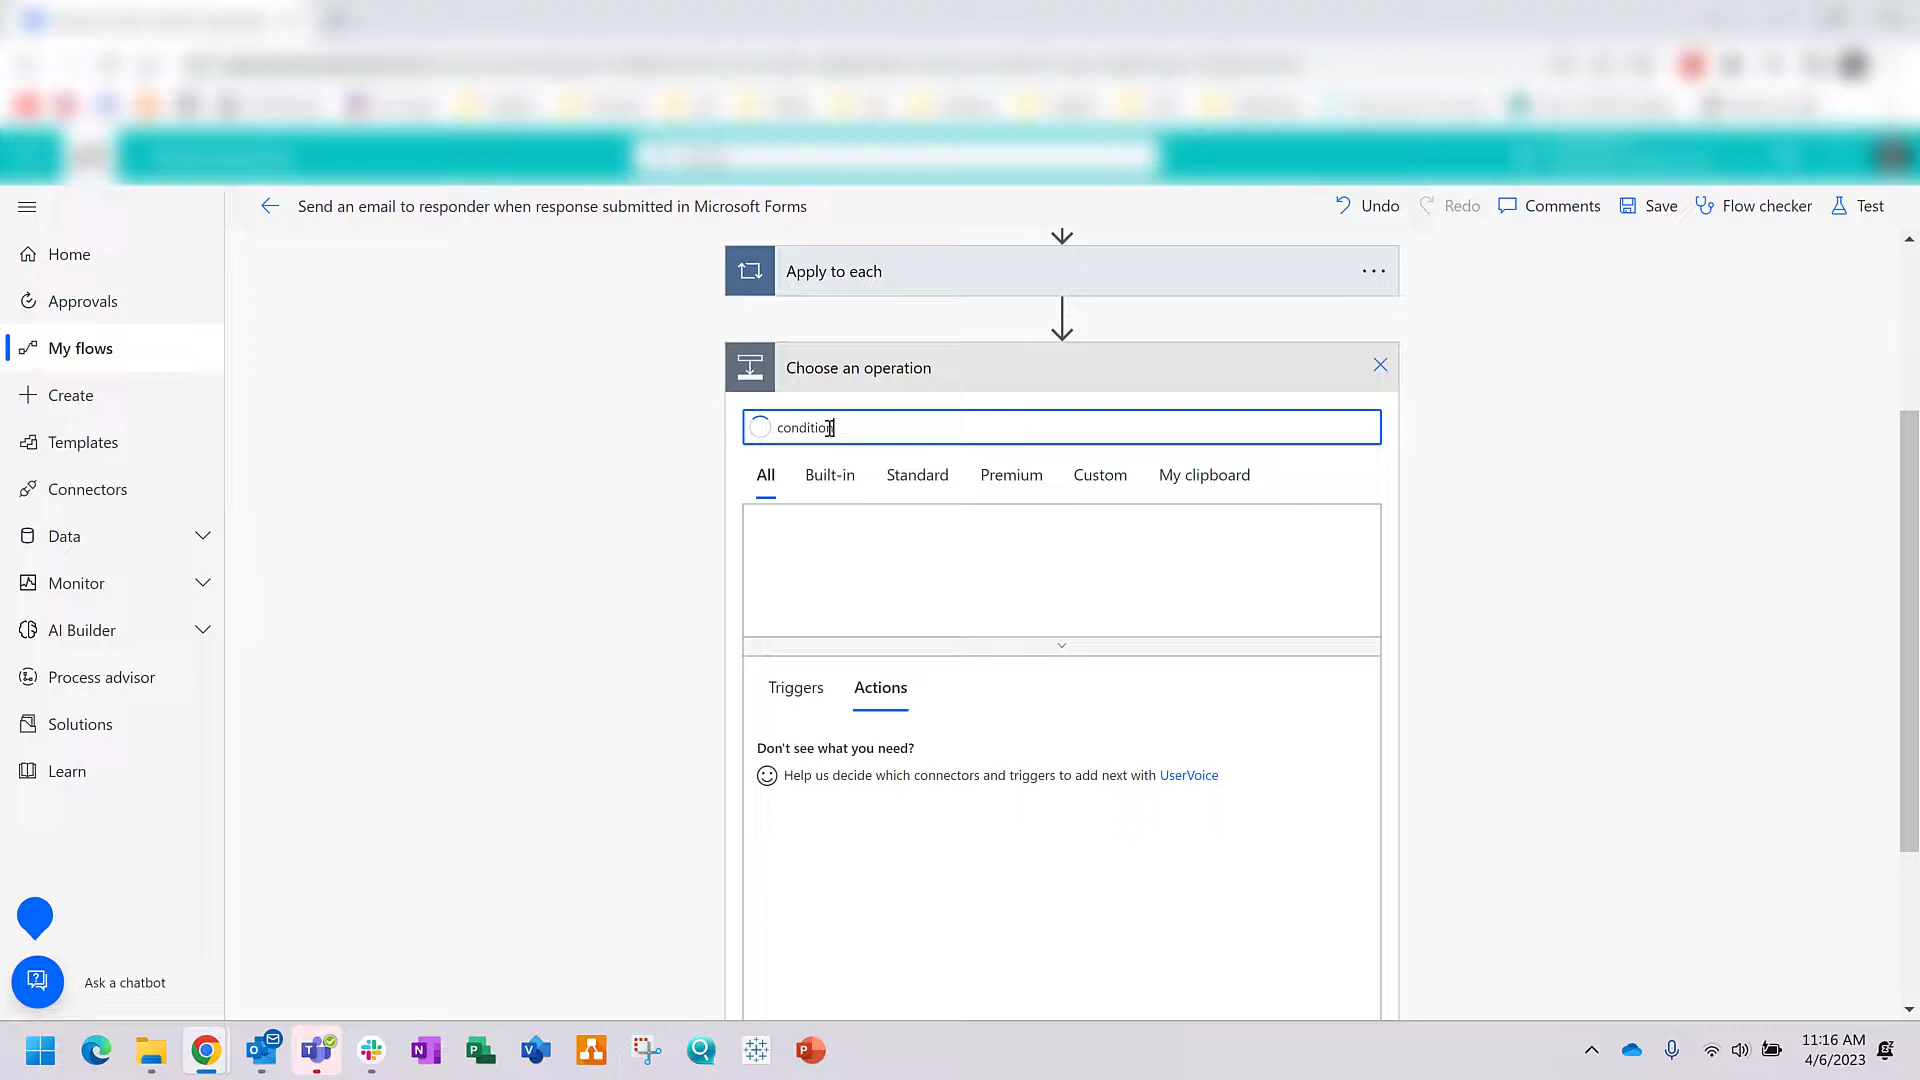 Send an email to responder when response submitted in Microsoft Forms
Undo
Redo
Comments
Save
Flow checker
Test
Home
Approvals
My flows
Create
Templates
Connectors
Data
Monitor
AI Builder
Process advisor
Solutions
Learn
Ask a chatbot
Apply to each
Choose an operation
condition
All
Built-in
Standard
Premium
Custom
My clipboard
Triggers
Actions
Don't see what you need?
Help us decide which connectors and triggers to add next with UserVoice
11:16 AM
4/6/2023